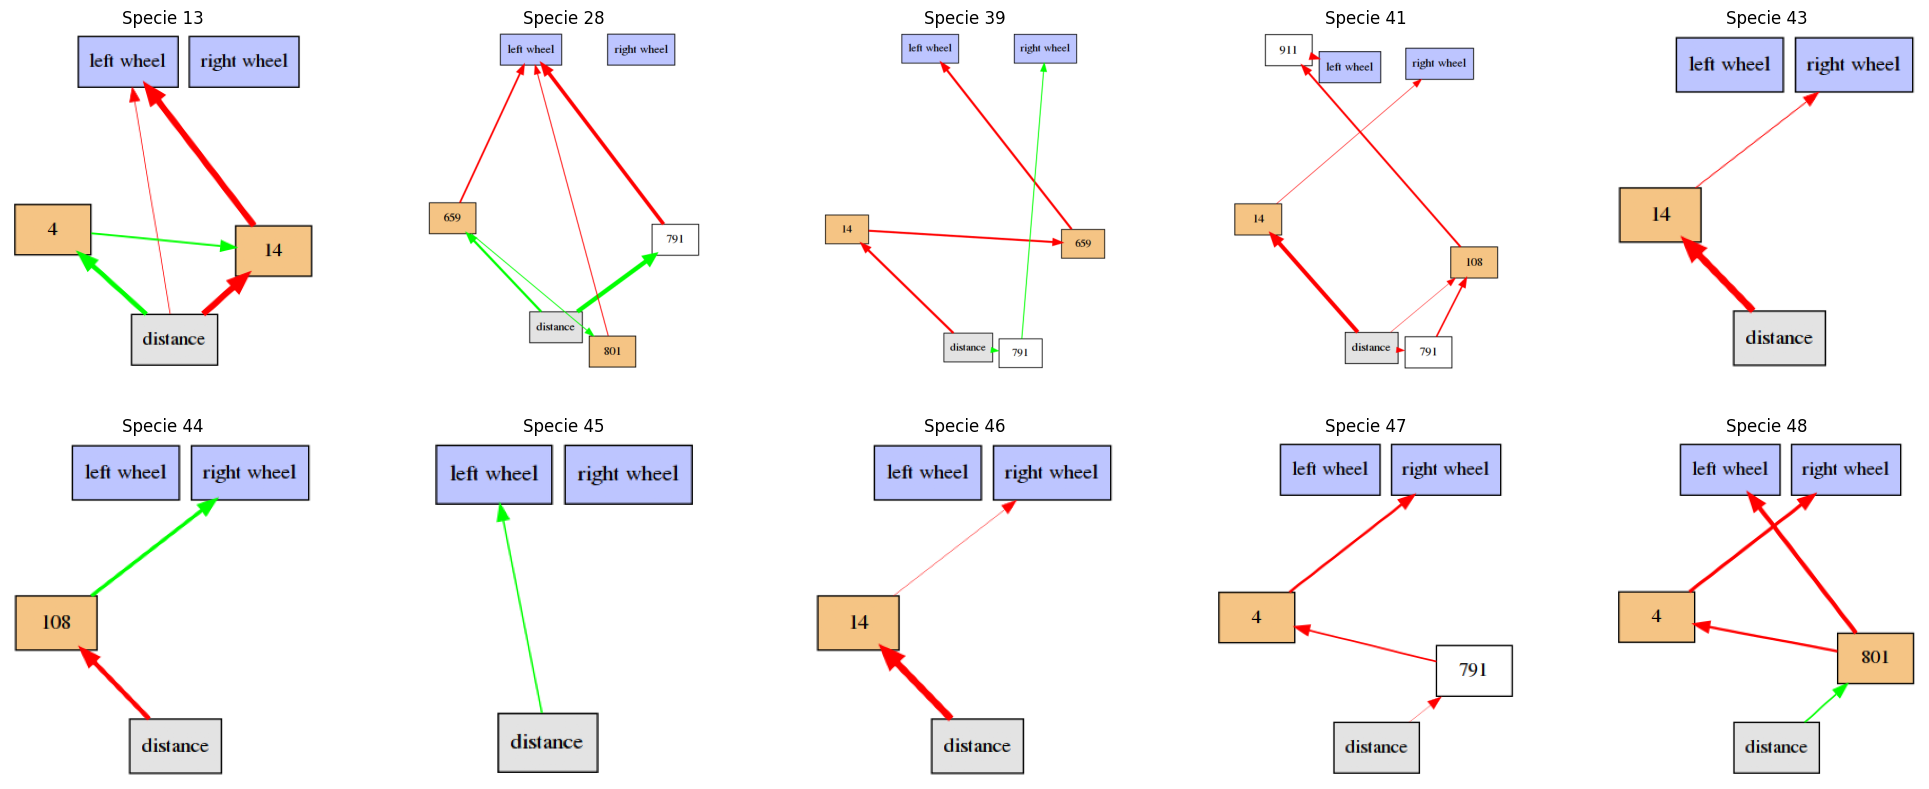 Specie 13
left wheel
right wheel
4
14
distance
Specie 28
left wheel
right wheel
659
791
distance
801
Specie 39
left wheel
right wheel
14
659
distance
791
Specie 41
911
left wheel
right wheel
14
108
distance
791
Specie 43
left wheel
right wheel
14
distance
Specie 44
left wheel
right wheel
108
distance
Specie 45
left wheel
right wheel
distance
Specie 46
left wheel
right wheel
14
distance
Specie 47
left wheel
right wheel
4
791
distance
Specie 48
left wheel
right wheel
4
801
distance